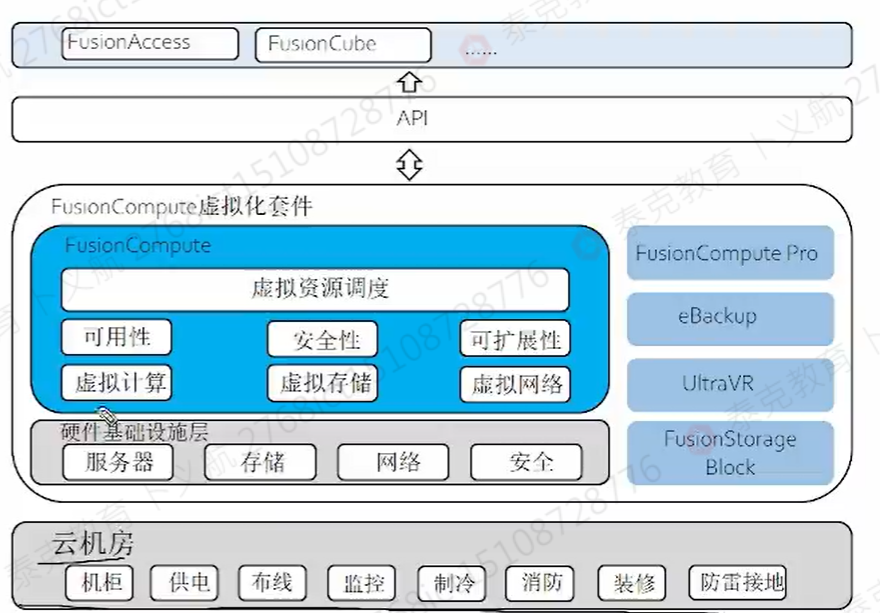 FusionAccess
FusionCube
......
API
FusionCompute虚拟化套件
FusionCompute
虚拟资源调度
可用性
安全性
可扩展性
虚拟计算
虚拟存储
虚拟网络
硬件基础设施层
服务器
存储
网络
安全
FusionCompute Pro
eBackup
UltraVR
FusionStorage
Block
云机房
机柜
供电
布线
监控
制冷
消防
装修
防雷接地
泰克教育 卜义航 2768ict15108728776